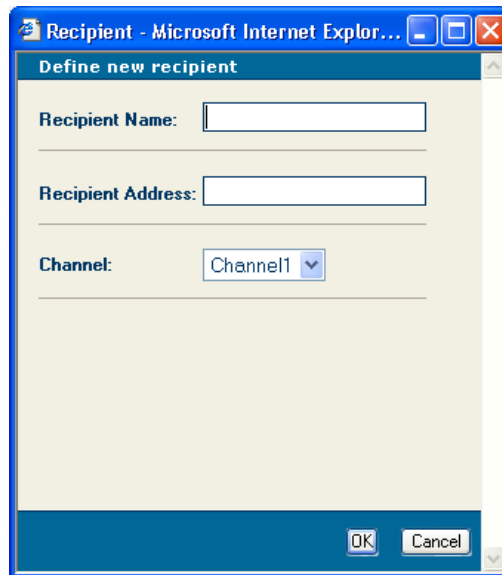 Recipient - Microsoft Internet Explor...
Define new recipient
Recipient Name:
Recipient Address:
Channel: Channel1
OK Cancel